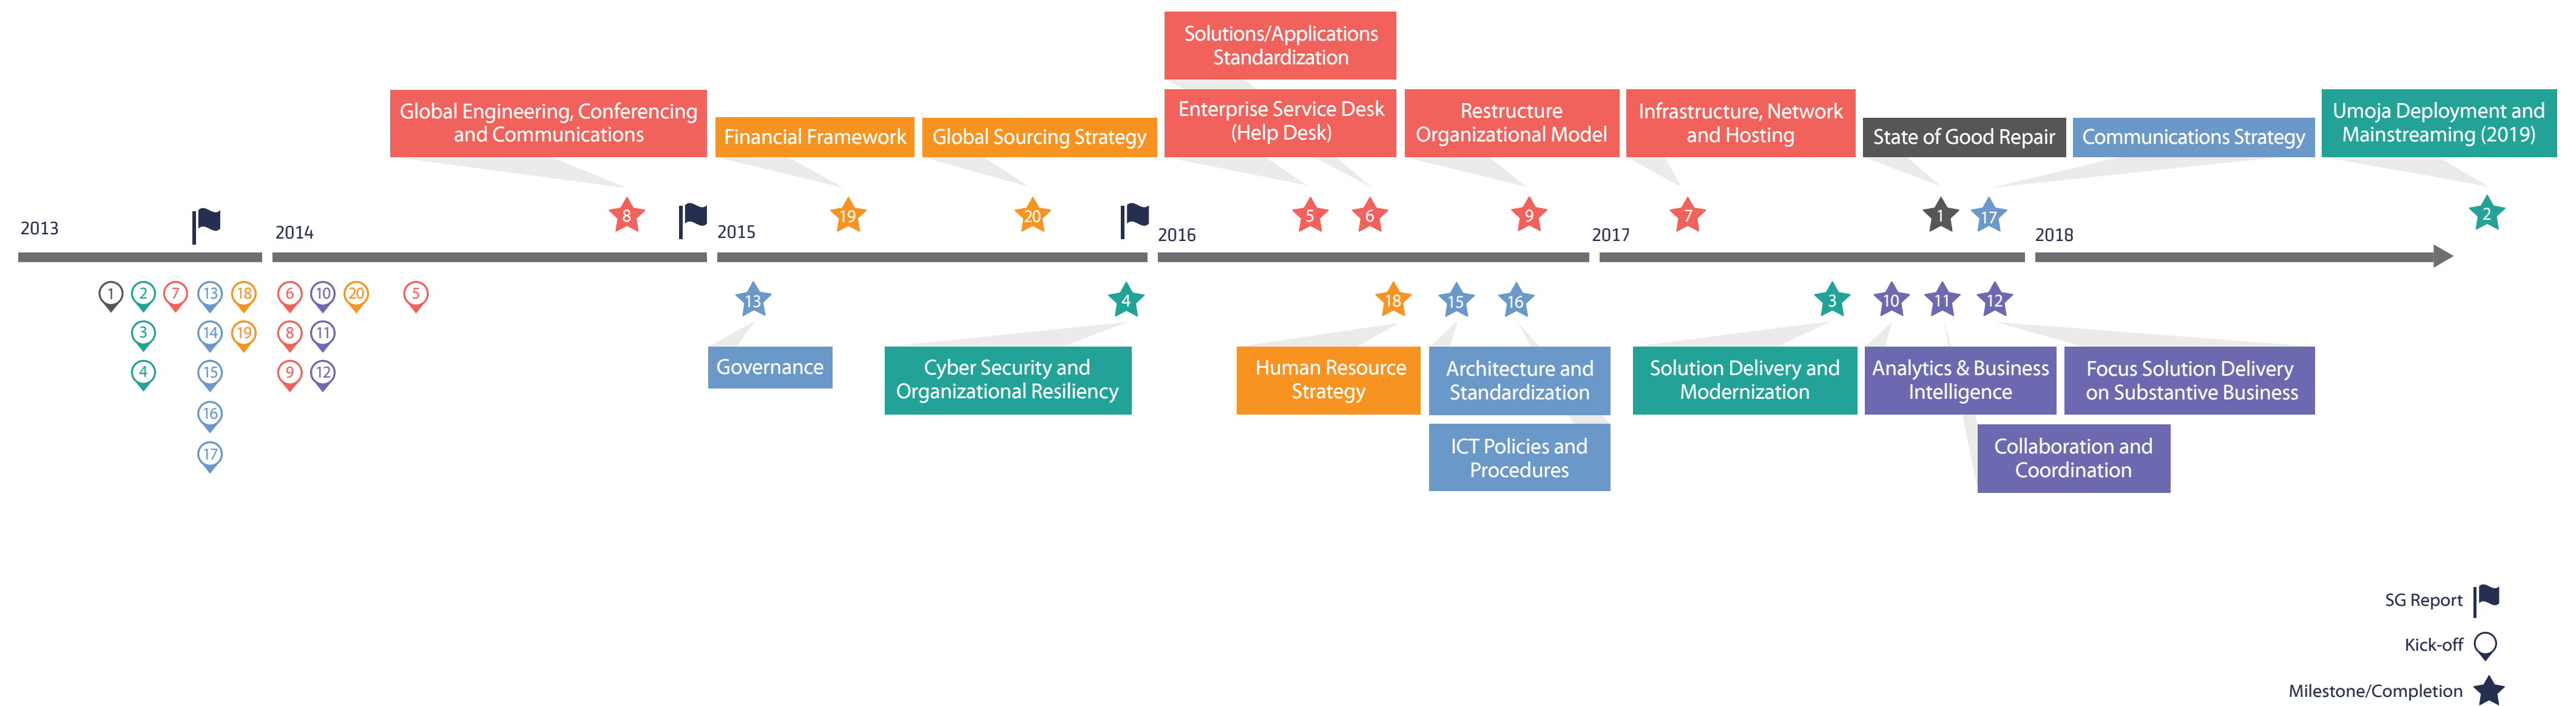 Solutions/Applications
Standardization
Global Engineering, Conferencing
and Communications
Financial Framework
Global Sourcing Strategy
Enterprise Service Desk
(Help Desk)
Restructure
Organizational Model
Infrastructure, Network
and Hosting
State of Good Repair
Communications Strategy
Umoja Deployment and
Mainstreaming (2019)
8
19
20
5
6
9
7
1
17
2
2013
2014
2015
2016
2017
2018
1
2
7
13
18
6
10
20
5
3
14
19
8
11
4
15
9
12
16
17
13
4
18
15
16
3
10
11
12
Governance
Cyber Security and
Organizational Resiliency
Human Resource
Strategy
Architecture and
Standardization
Solution Delivery and
Modernization
Analytics & Business
Intelligence
Focus Solution Delivery
on Substantive Business
ICT Policies and
Procedures
Collaboration and
Coordination
SG Report
Kick-off
Milestone/Completion